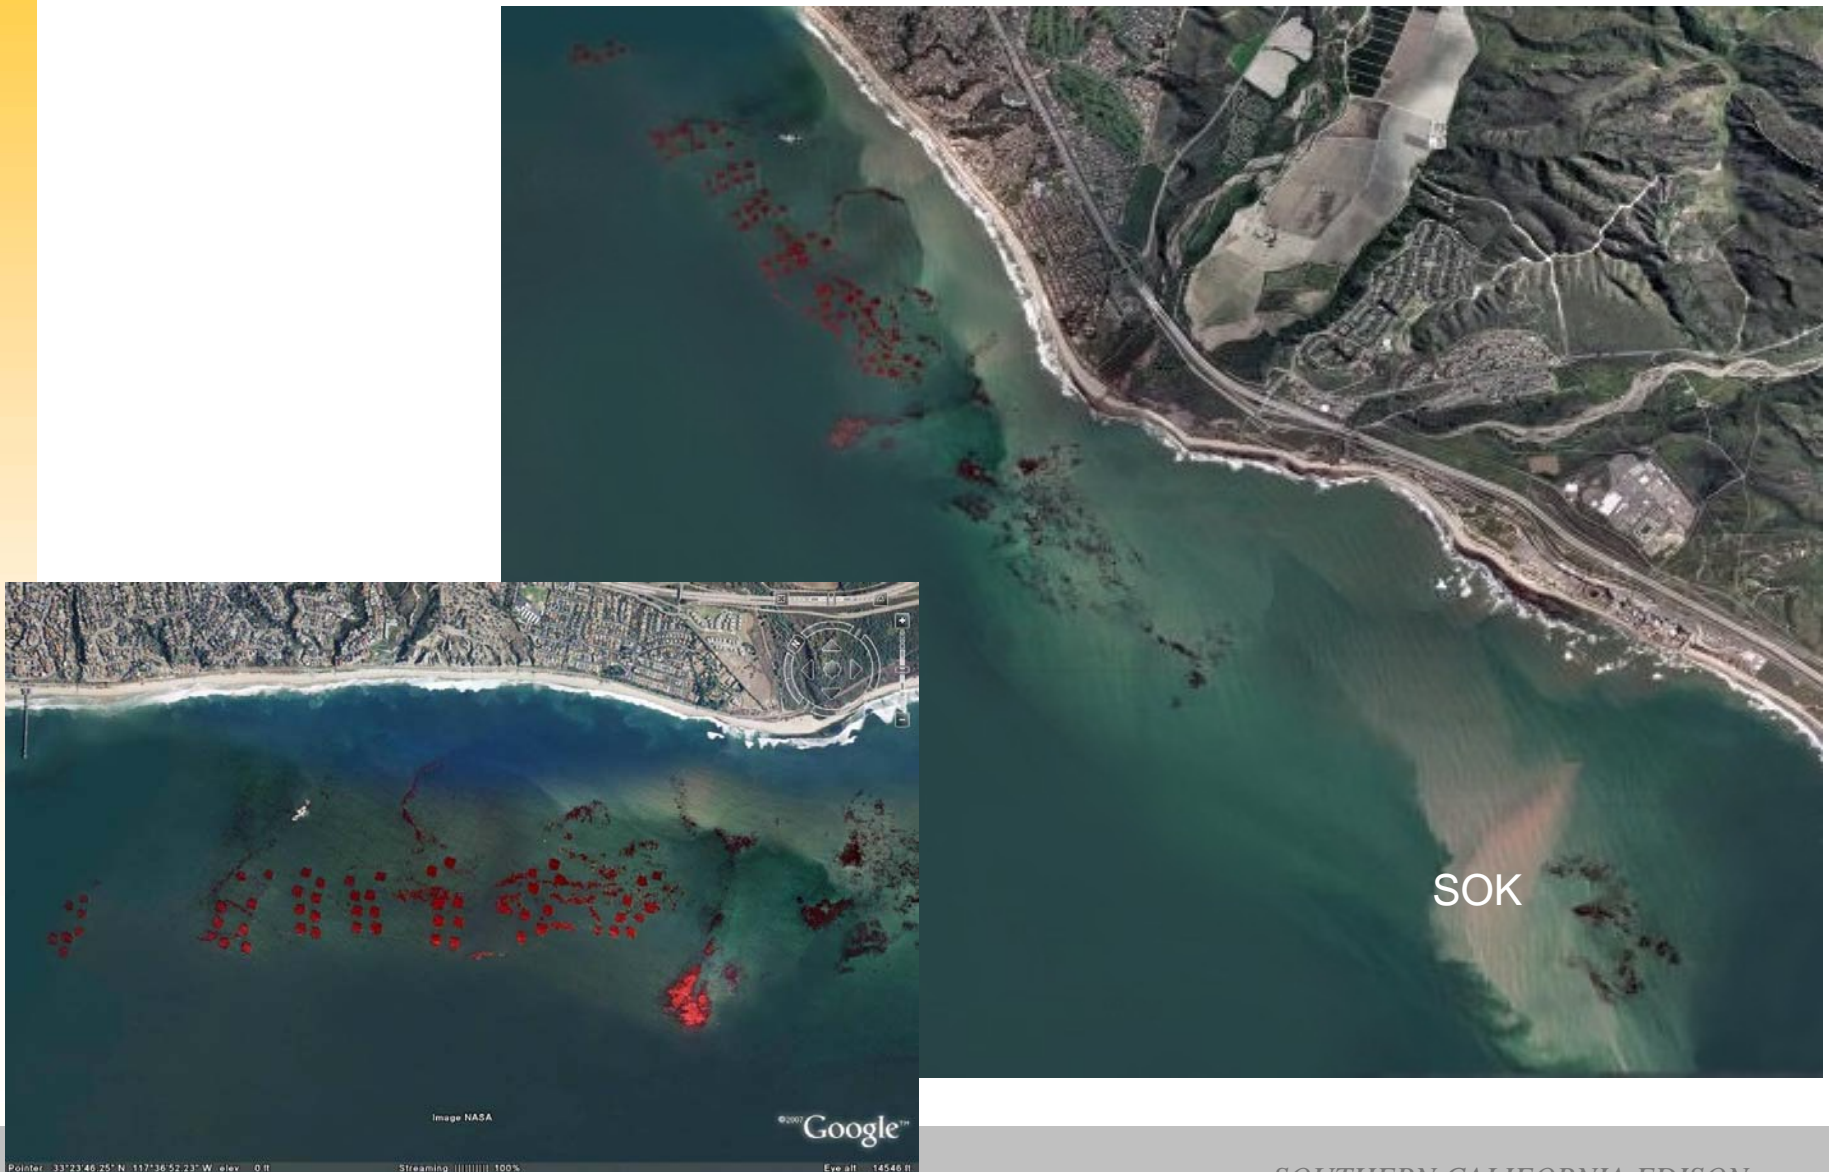 SOK
Image NASA
©2007 Google™
Pointer 33°23'46.25" N 117°36'52.23" W elev 0 ft
Streaming |||||||||| 100%
Eye alt 14546 ft
SOUTHERN CALIFORNIA EDISON